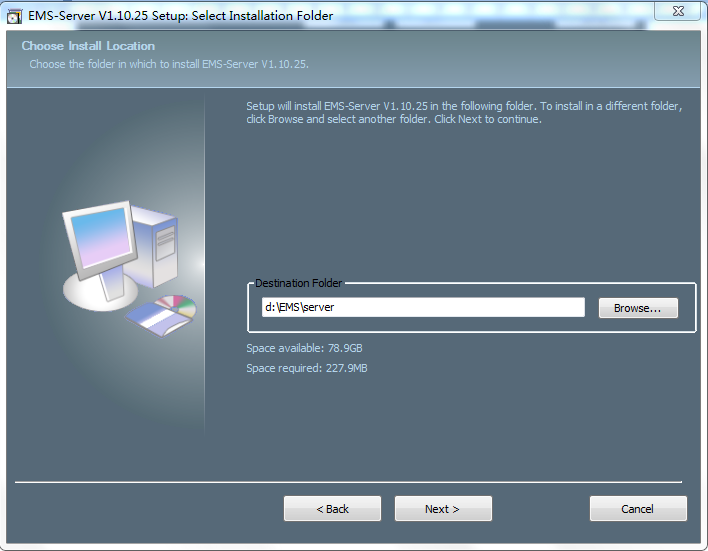 EMS-Server V1.10.25 Setup: Select Installation Folder
Choose Install Location
Choose the folder in which to install EMS-Server V1.10.25.
Setup will install EMS-Server V1.10.25 in the following folder. To install in a different folder,
click Browse and select another folder. Click Next to continue.
Destination Folder
d:\EMS\server
Browse...
Space available: 78.9GB
Space required: 227.9MB
< Back
Next >
Cancel